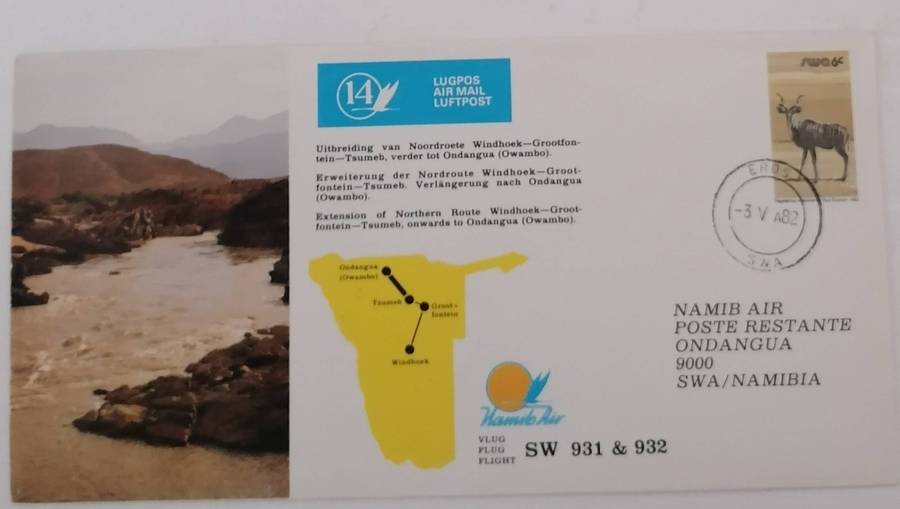 14
LUGPOS
AIR MAIL
LUFTPOST
swa 6c
Uitbreiding van Noordroete Windhoek—Grootfon-
tein—Tsumeb, verder tot Ondangua (Owambo).
Erweiterung der Nordroute Windhoek—Groot-
fontein—Tsumeb. Verlängerung nach Ondangua
(Owambo).
Extension of Northern Route Windhoek—Groot-
fontein—Tsumeb, onwards to Ondangua (Owambo).
EROS
-3 V A82
SWA
Ondangua
(Owambo)
Tsumeb
Groot-
fontein
Windhoek
NAMIB AIR
POSTE RESTANTE
ONDANGUA
9000
SWA/NAMIBIA
Namib Air
VLUG
FLUG
FLIGHT
SW 931 & 932